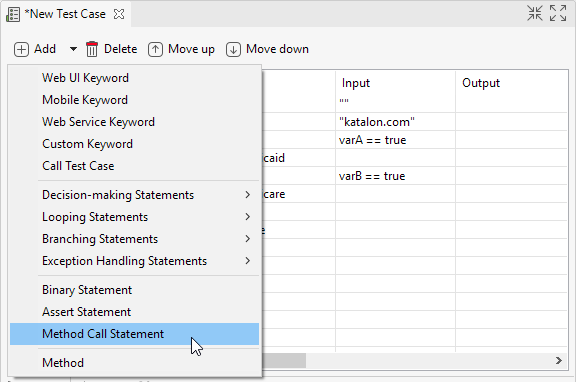 *New Test Case
Add Delete Move up Move down
Web UI Keyword
Mobile Keyword
Web Service Keyword
Custom Keyword
Call Test Case
Decision-making Statements
Looping Statements
Branching Statements
Exception Handling Statements
Binary Statement
Assert Statement
Method Call Statement
Method
Input Output
""
"katalon.com"
varA == true
caid
varB == true
care
e